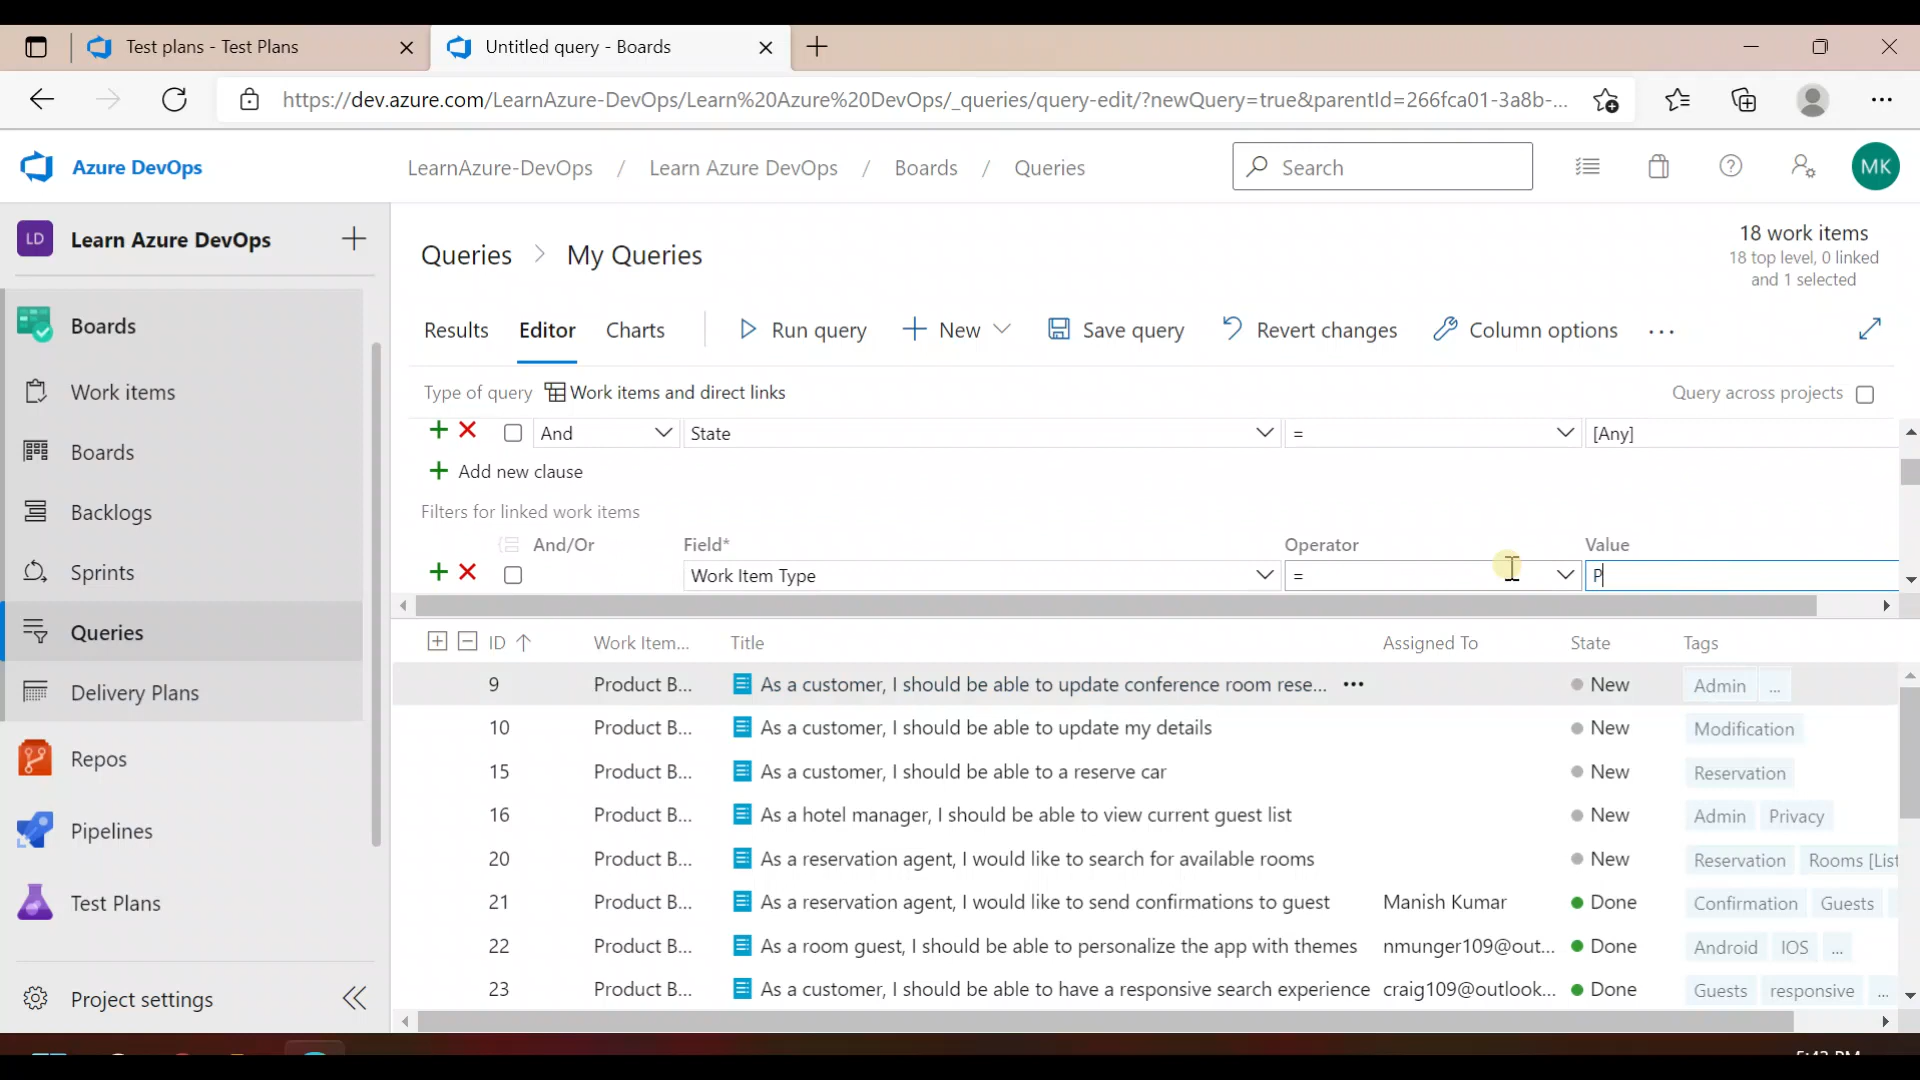 Test plans - Test Plans
Untitled query - Boards
https://dev.azure.com/LearnAzure-DevOps/Learn%20Azure%20DevOps/_queries/query-edit/?newQuery=true&parentId=266fca01-3a8b-...
Azure DevOps
LearnAzure-DevOps / Learn Azure DevOps / Boards / Queries
Search
MK
LD Learn Azure DevOps
Boards
Work items
Boards
Backlogs
Sprints
Queries
Delivery Plans
Repos
Pipelines
Test Plans
Project settings
Queries > My Queries
18 work items
18 top level, 0 linked
and 1 selected
Results Editor Charts Run query New Save query Revert changes Column options ...
Type of query Work items and direct links Query across projects
And State = [Any]
Add new clause
Filters for linked work items
And/Or Field* Operator Value
Work Item Type = P
ID Work Item... Title Assigned To State Tags
9 Product B... As a customer, I should be able to update conference room rese... New Admin ...
10 Product B... As a customer, I should be able to update my details New Modification
15 Product B... As a customer, I should be able to a reserve car New Reservation
16 Product B... As a hotel manager, I should be able to view current guest list New Admin Privacy
20 Product B... As a reservation agent, I would like to search for available rooms New Reservation Rooms [List
21 Product B... As a reservation agent, I would like to send confirmations to guest Manish Kumar Done Confirmation Guests
22 Product B... As a room guest, I should be able to personalize the app with themes nmunger109@out... Done Android IOS ...
23 Product B... As a customer, I should be able to have a responsive search experience craig109@outlook... Done Guests responsive ...